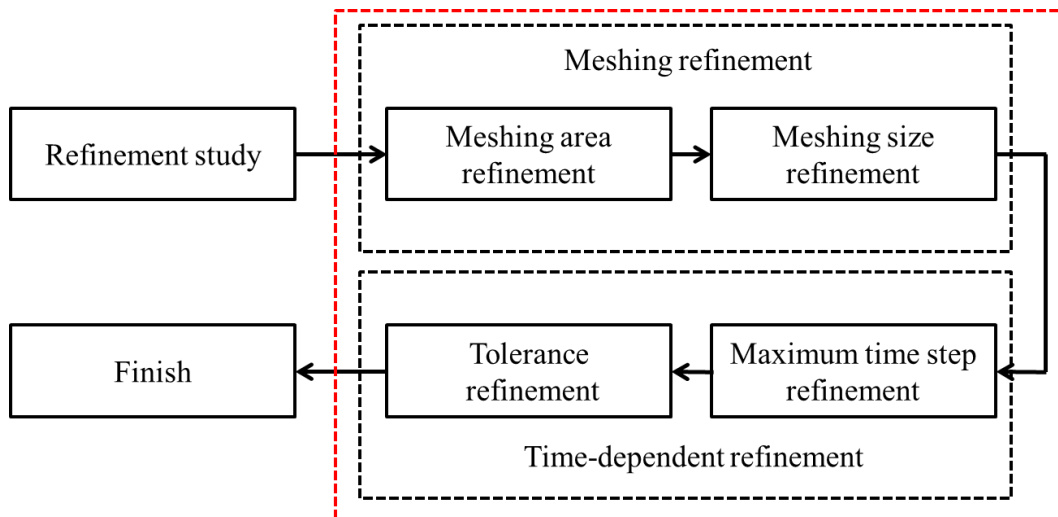 Meshing refinement
Refinement study
Meshing area
refinement
Meshing size
refinement
Finish
Tolerance
refinement
Maximum time step
refinement
Time-dependent refinement